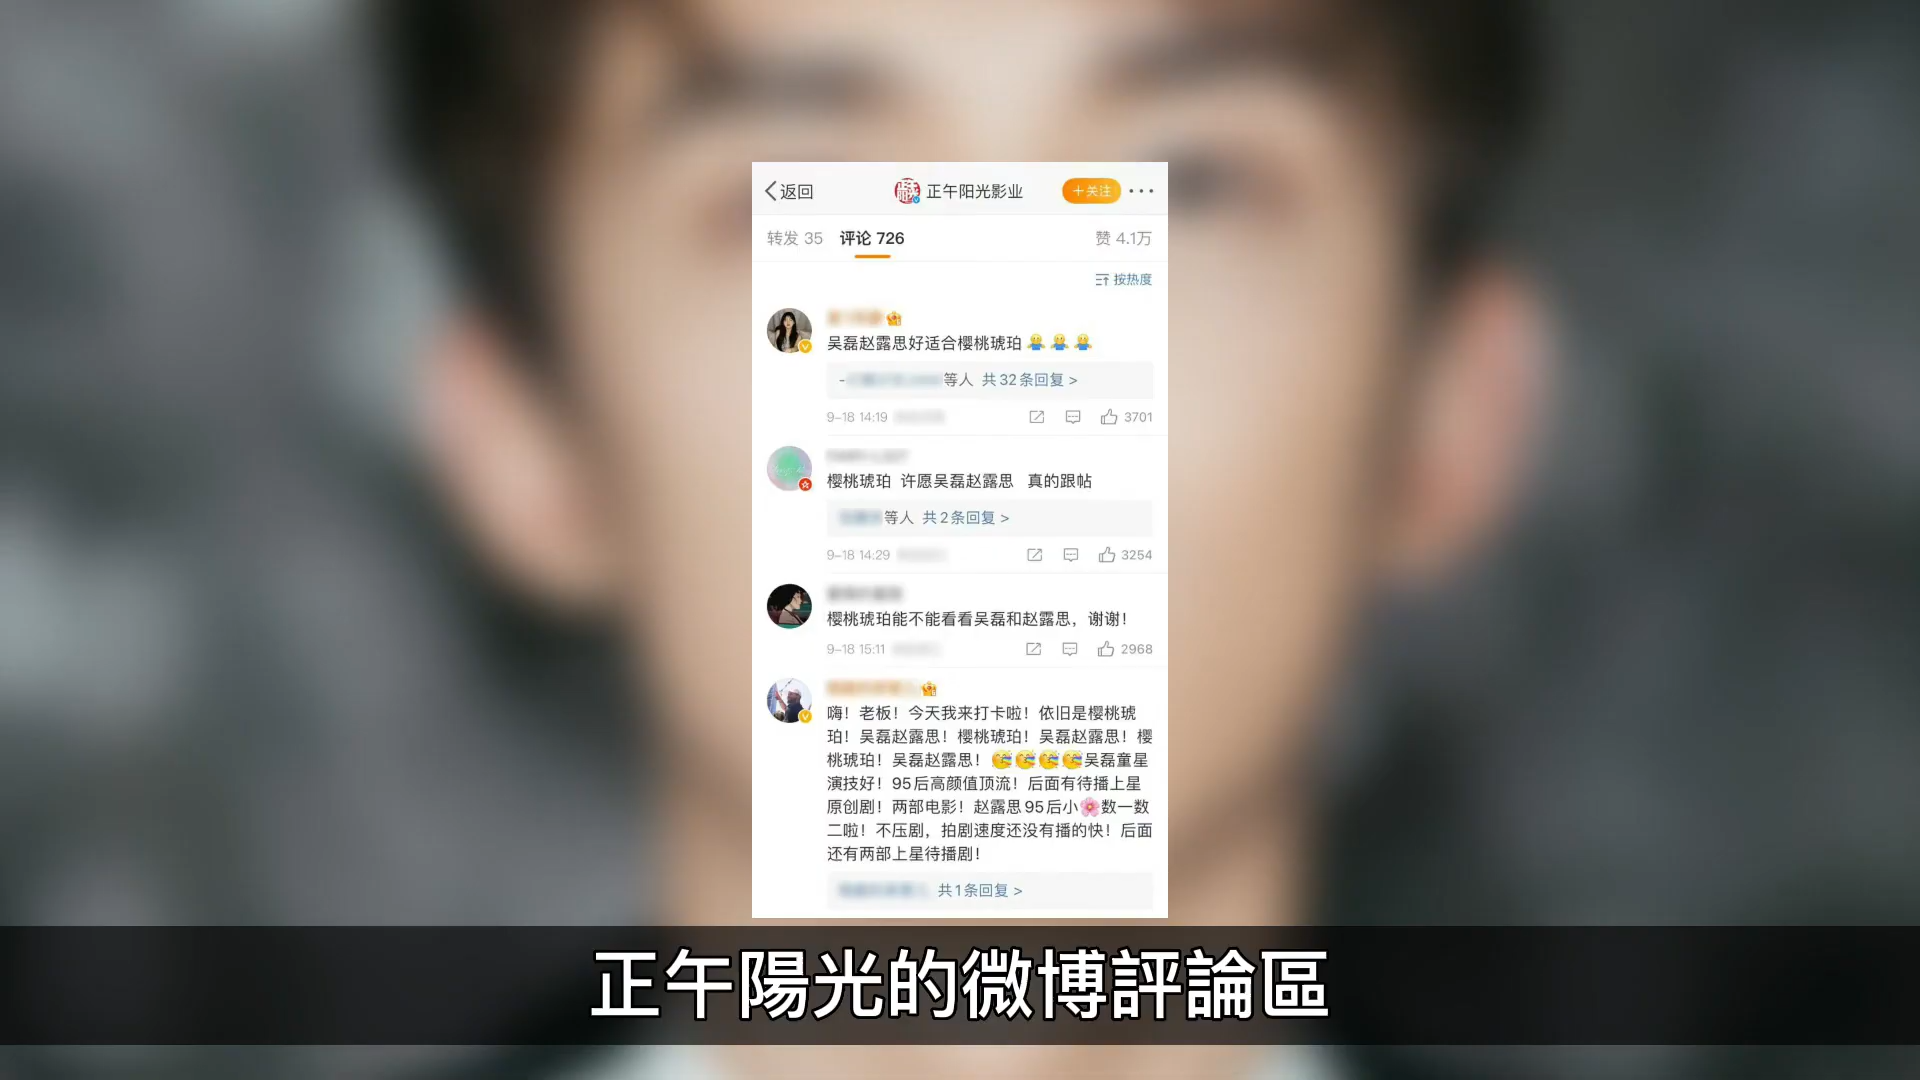 返回 正午阳光影业 +关注
转发 35 评论 726 赞 4.1万
按热度
吴磊赵露思好适合樱桃琥珀
等人 共32条回复 >
9-18 14:19 3701
樱桃琥珀 许愿吴磊赵露思 真的跟帖
等人 共2条回复 >
9-18 14:29 3254
樱桃琥珀能不能看看吴磊和赵露思，谢谢！
9-18 15:11 2968
嗨！老板！今天我来打卡啦！依旧是樱桃琥
珀！吴磊赵露思！樱桃琥珀！吴磊赵露思！樱
桃琥珀！吴磊赵露思！吴磊童星
演技好！95后高颜值顶流！后面有待播上星
原创剧！两部电影！赵露思95后小🌸数一数
二啦！不压剧，拍剧速度还没有播的快！后面
还有两部上星待播剧！
共1条回复 >
正午陽光的微博評論區